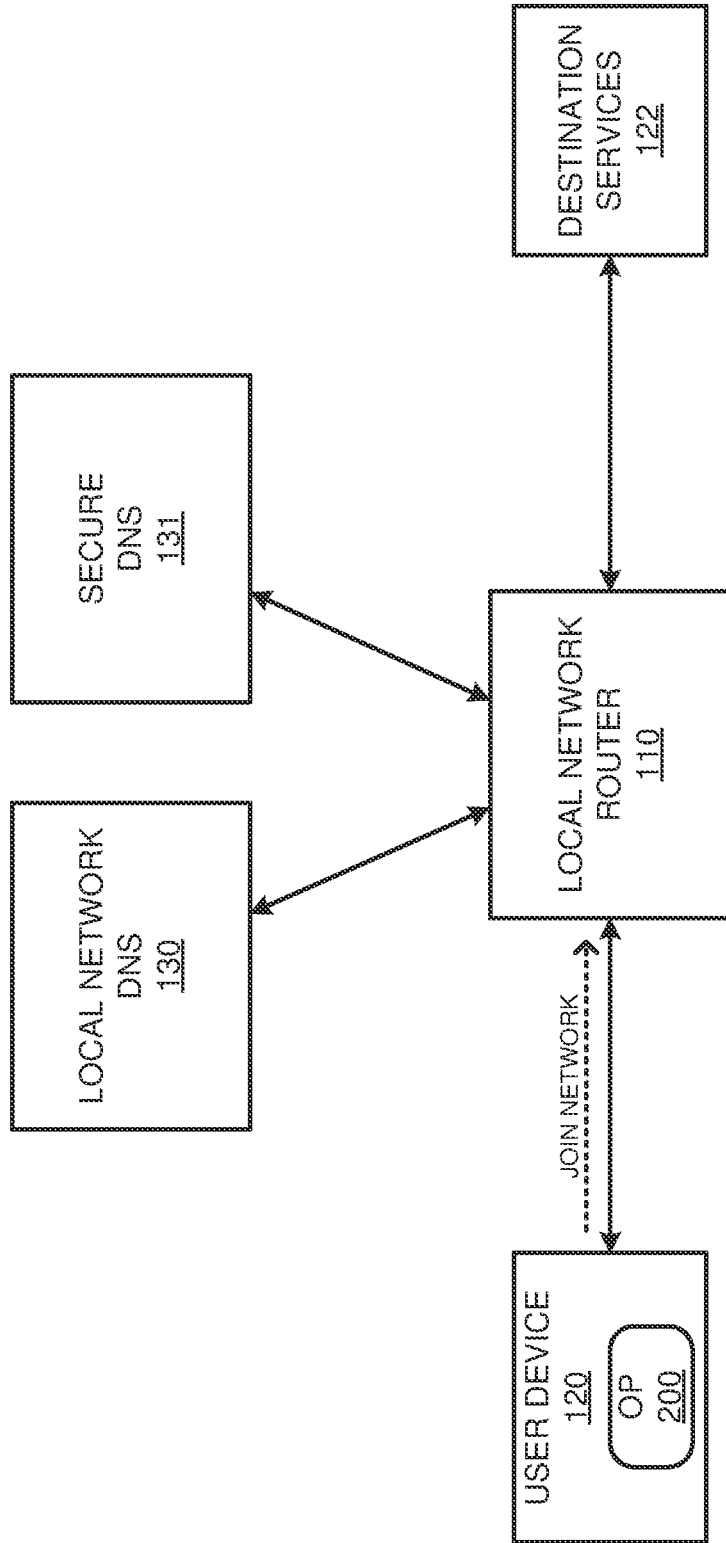 LOCAL NETWORK
DNS
130
SECURE
DNS
131
USER DEVICE
120
OP
200
JOIN NETWORK
LOCAL NETWORK
ROUTER
110
DESTINATION
SERVICES
122